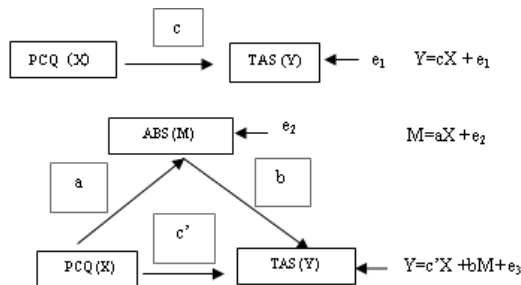 c
PCQ (X)
TAS (Y)
e₁
Y=cX + e₁
ABS (M)
e₂
M=aX + e₂
a
b
c'
PCQ (X)
TAS (Y)
Y=c'X +bM+ e₃